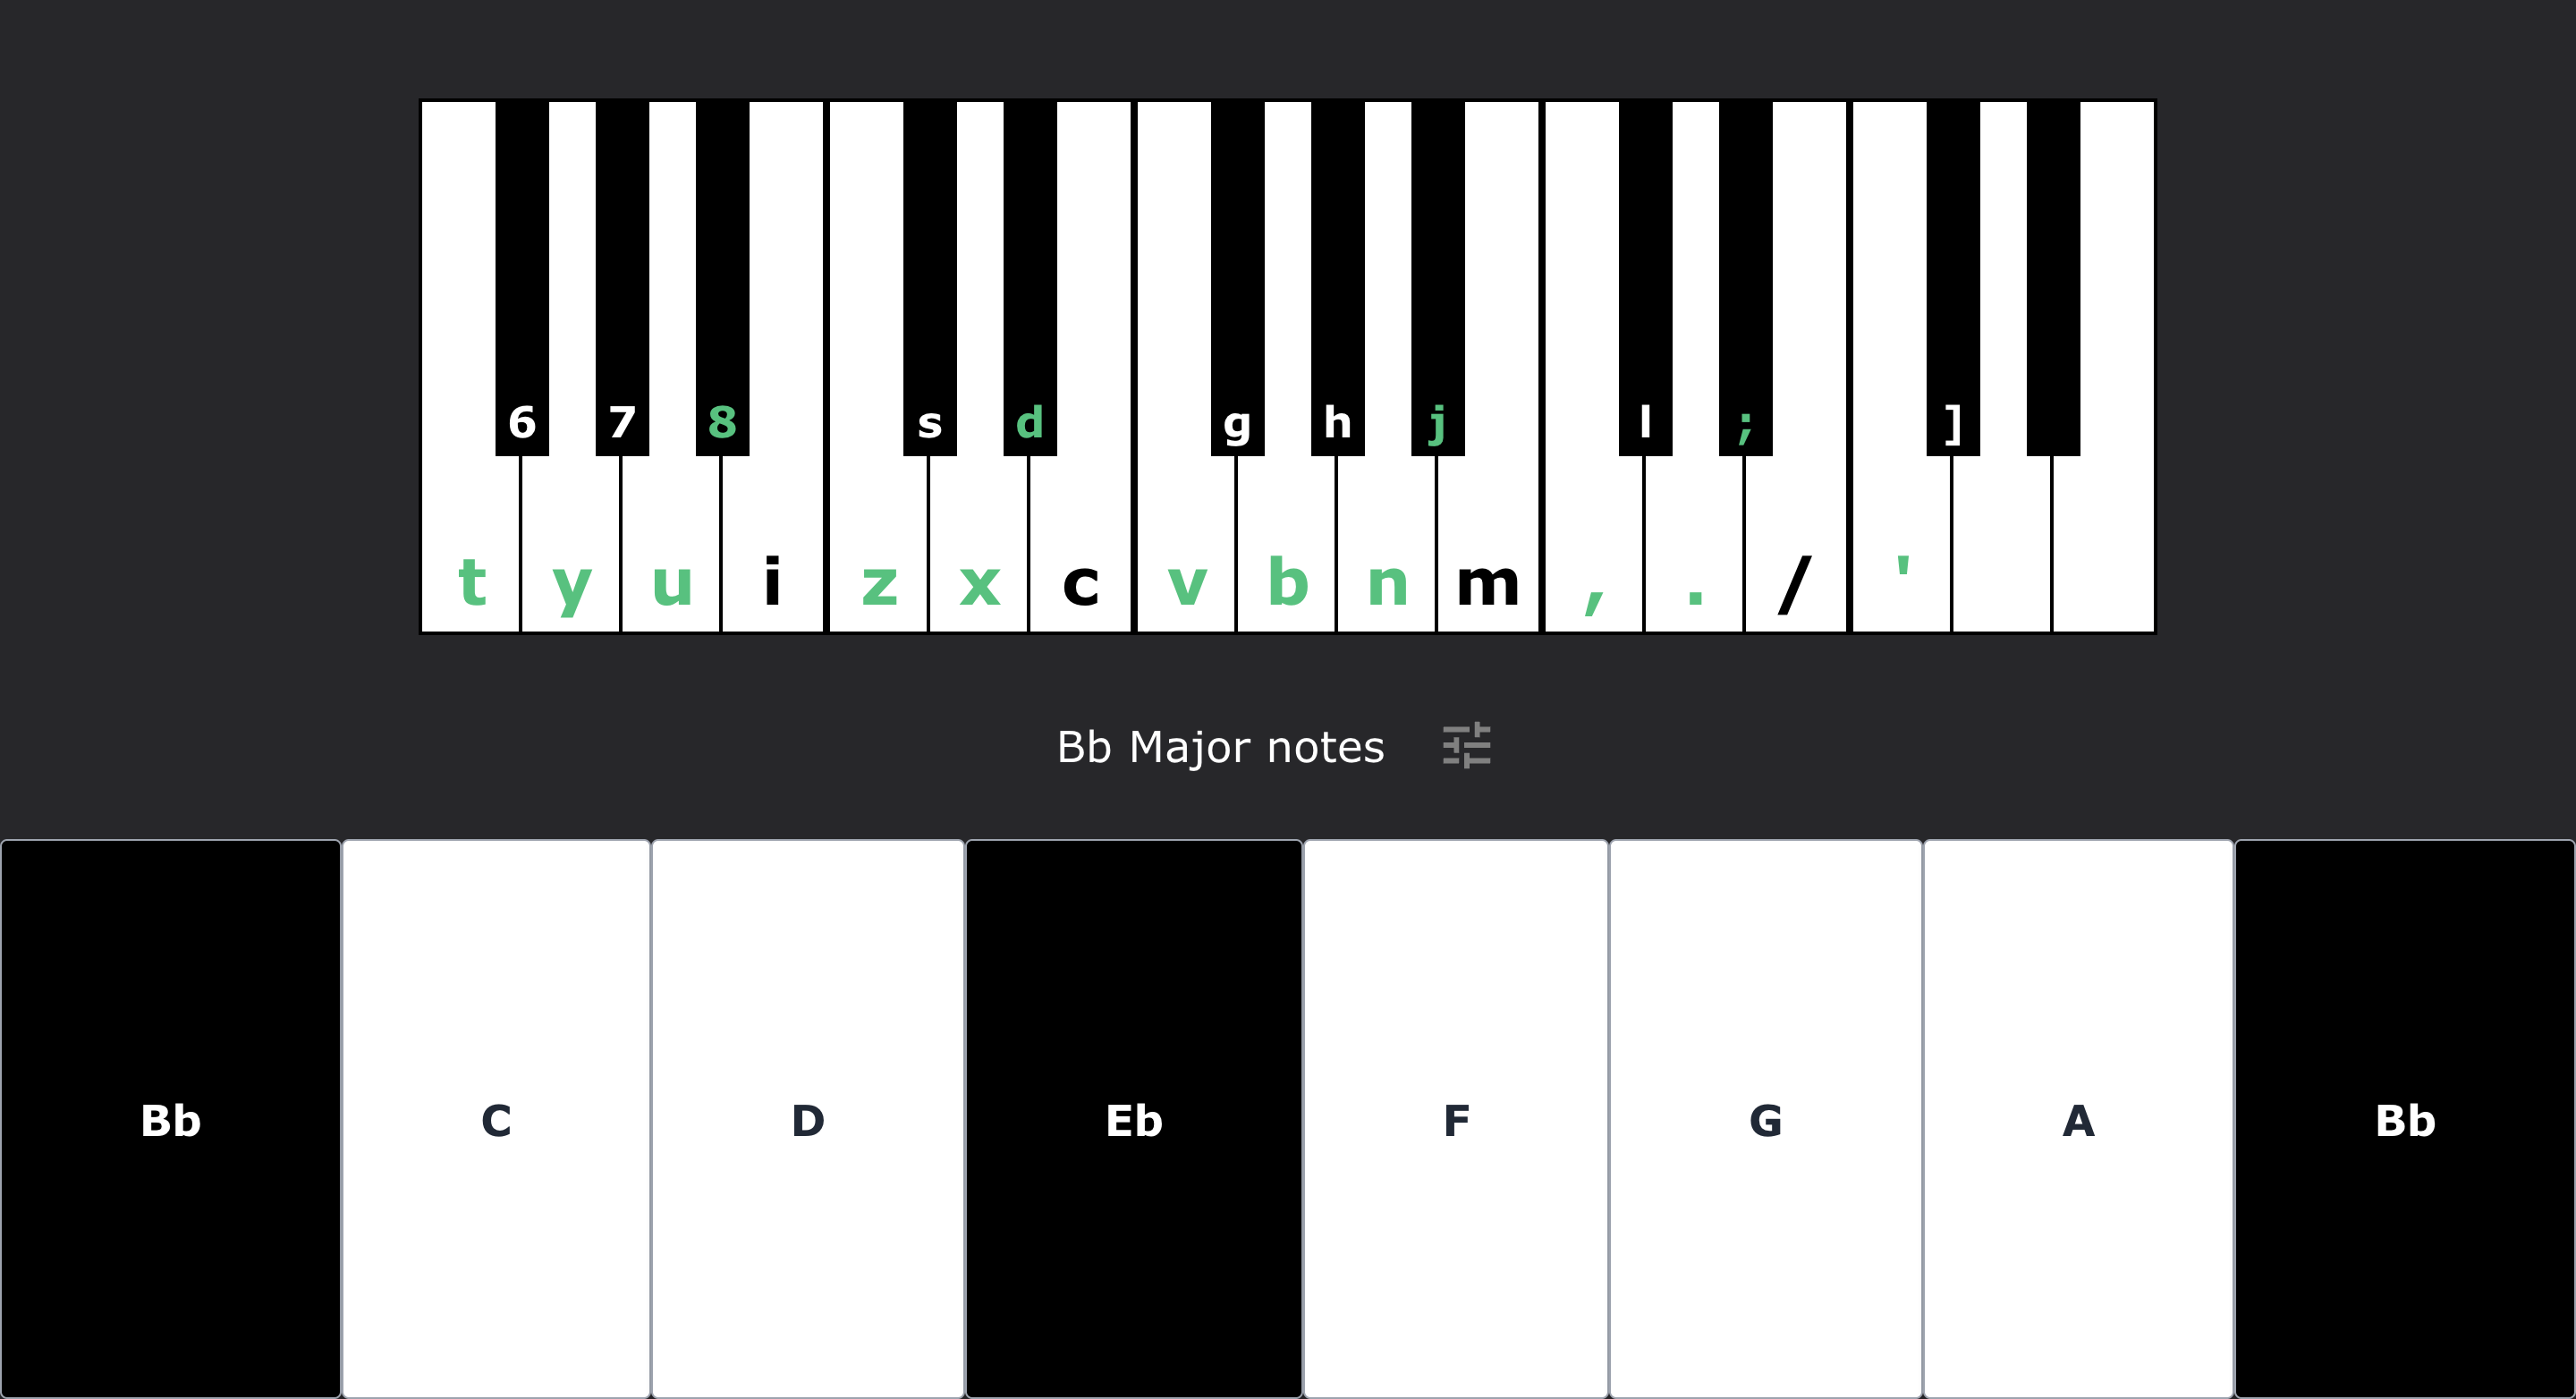 6 7 8 s d g h j l ; ]
t y u i z x c v b n m , . / '
Bb Major notes
Bb C D Eb F G A Bb